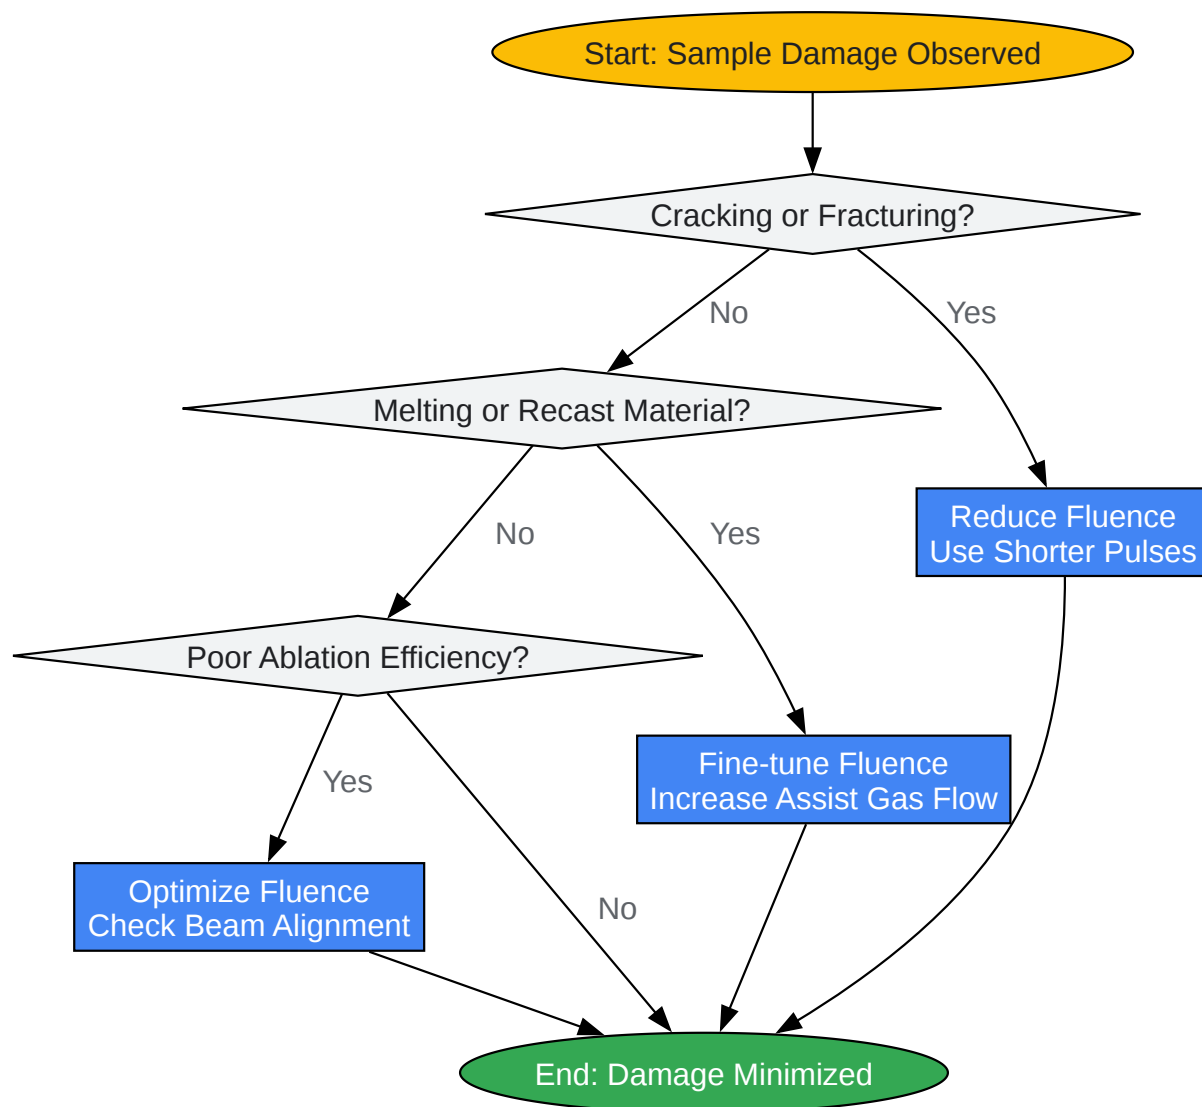 Start: Sample Damage Observed
Cracking or Fracturing?
No
Yes
Melting or Recast Material?
No
Yes
Reduce Fluence
Use Shorter Pulses
Poor Ablation Efficiency?
Yes
No
Fine-tune Fluence
Increase Assist Gas Flow
Optimize Fluence
Check Beam Alignment
End: Damage Minimized